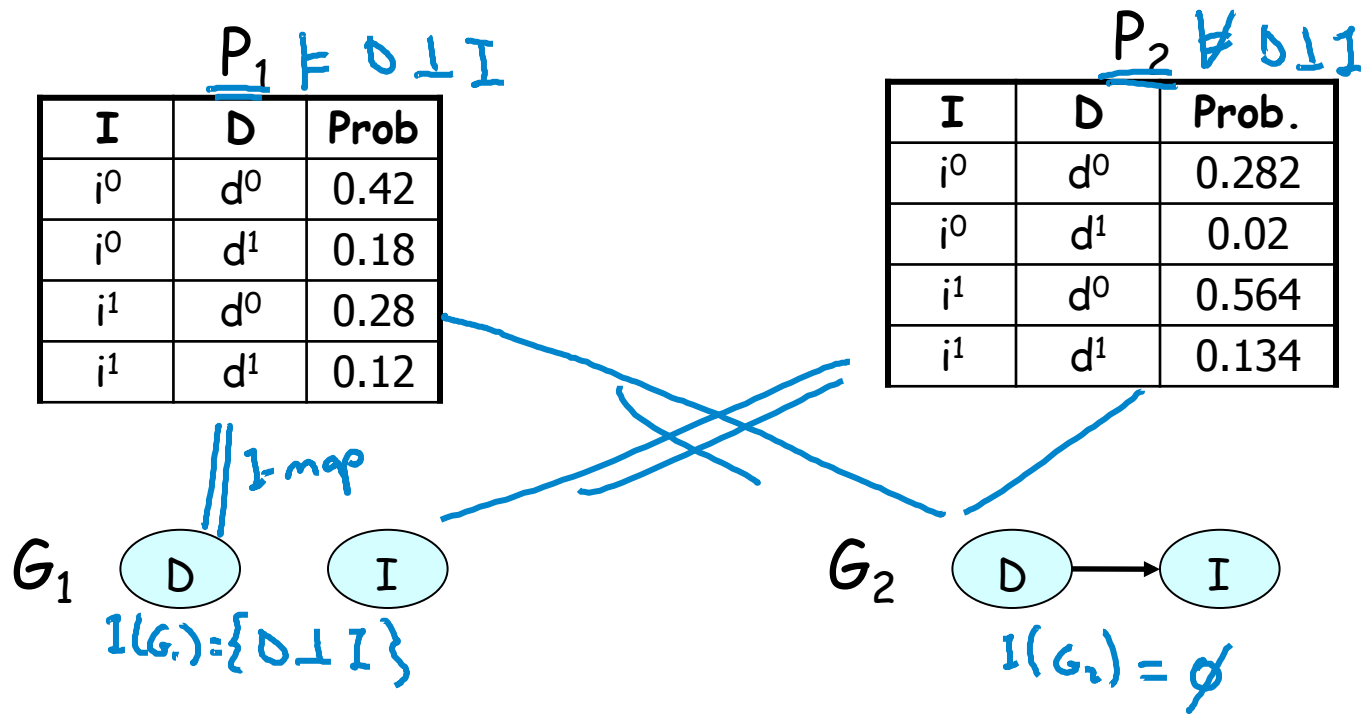 P₁ ⊨ D ⊥ I
I D Prob
i⁰ d⁰ 0.42
i⁰ d¹ 0.18
i¹ d⁰ 0.28
i¹ d¹ 0.12
P₂ ⊭ D ⊥ I
I D Prob.
i⁰ d⁰ 0.282
i⁰ d¹ 0.02
i¹ d⁰ 0.564
i¹ d¹ 0.134
I-map
G₁ D I
I(G₁)={D ⊥ I}
G₂ D I
I(G₂) = ∅